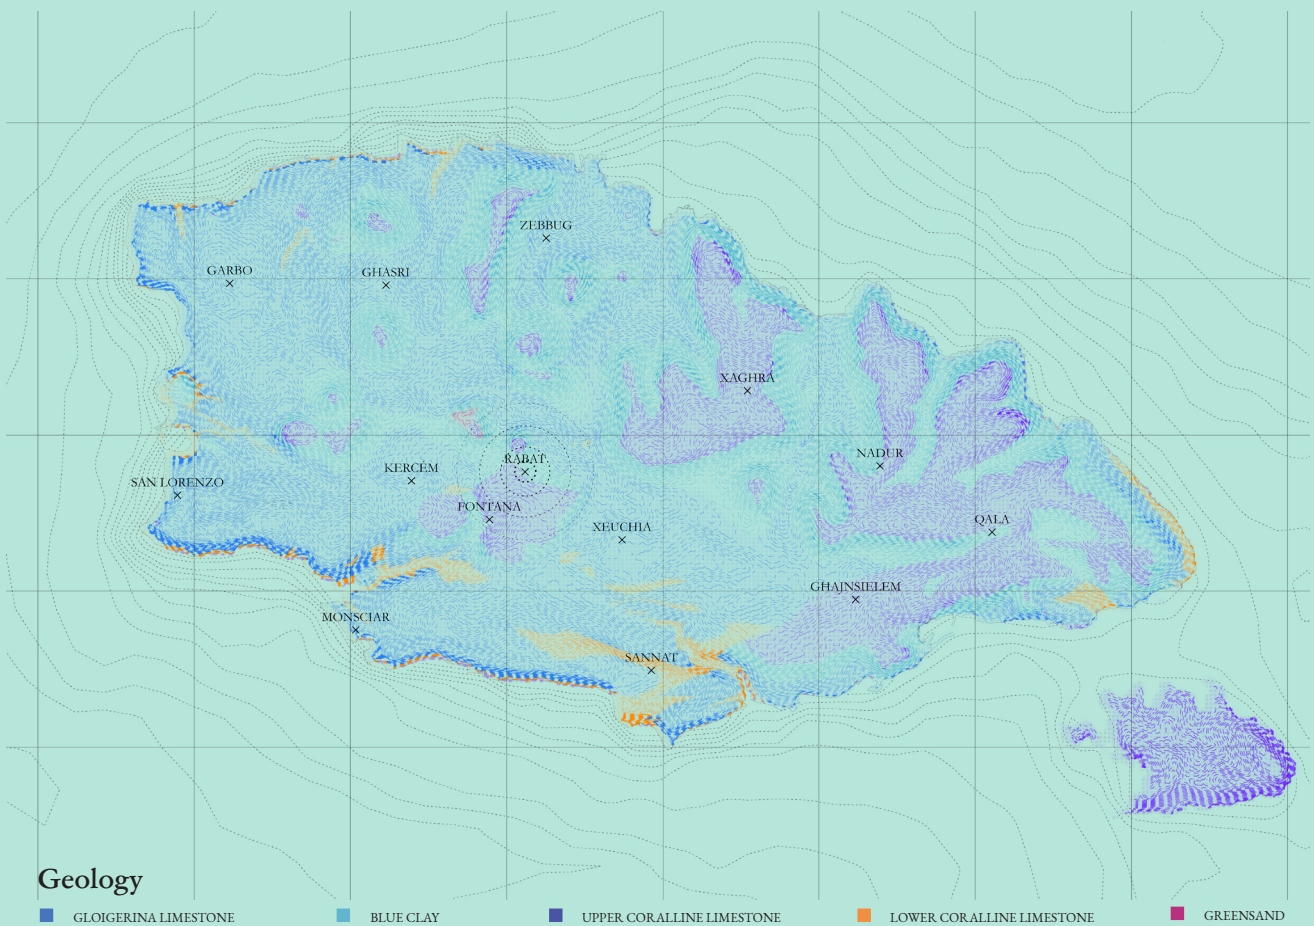 ZEBBUG
GARBO
GHASRI
XAGHRA
NADUR
RABAT
KERCÉM
SAN LORENZO
FONTANA
XEUCHIA
QALA
GHAJNSIELEM
MONSCIAR
SANNAT
Geology
GLOIGERINA LIMESTONE
BLUE CLAY
UPPER CORALLINE LIMESTONE
LOWER CORALLINE LIMESTONE
GREENSAND